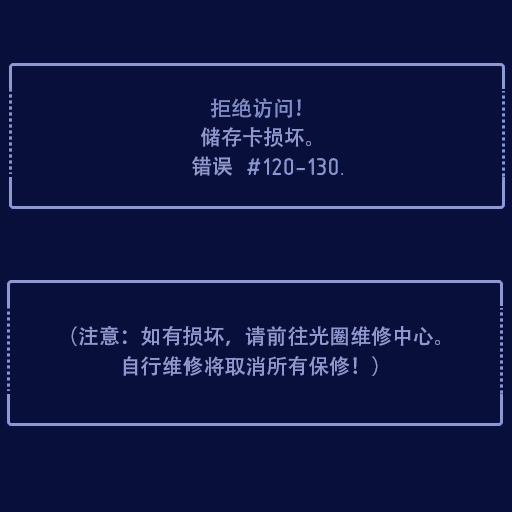 拒绝访问！
储存卡损坏。
错误 #120-130.
（注意：如有损坏，请前往光圈维修中心。
自行维修将取消所有保修！）